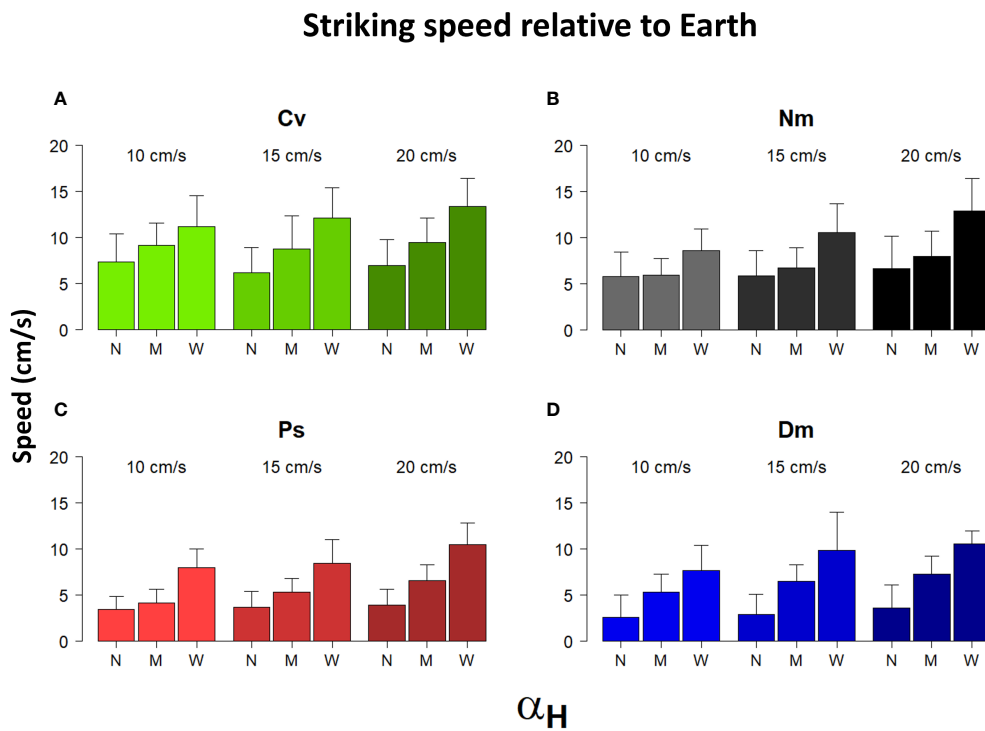 Striking speed relative to Earth
A
Cv
20
15
10
5
0
10 cm/s 15 cm/s 20 cm/s
N M W N M W N M W
B
Nm
20
15
10
5
0
10 cm/s 15 cm/s 20 cm/s
N M W N M W N M W
Speed (cm/s)
C
Ps
20
15
10
5
0
10 cm/s 15 cm/s 20 cm/s
N M W N M W N M W
D
Dm
20
15
10
5
0
10 cm/s 15 cm/s 20 cm/s
N M W N M W N M W
αH